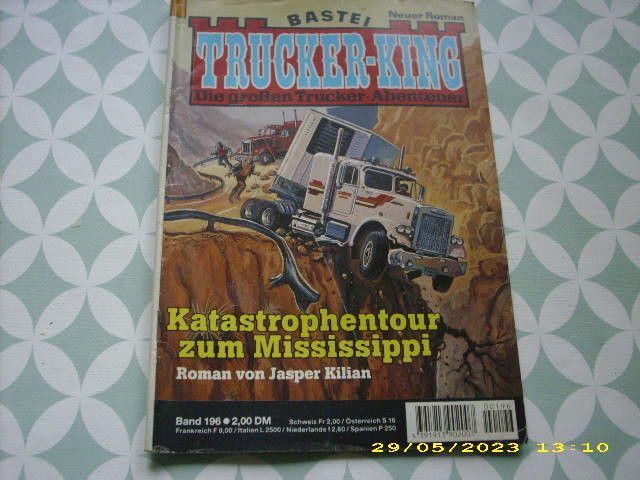 BASTEI
Neuer Roman
TRUCKER-KING
Die großen Trucker-Abenteuer
Katastrophentour
zum Mississippi
Roman von Jasper Kilian
Band 196 ● 2,00 DM
Schweiz Fr 2,00 / Österreich S 16
Frankreich F 9,00 / Italien L 2500 / Niederlande f 2,60 / Spanien P 250
00196
29/05/2023 13:10